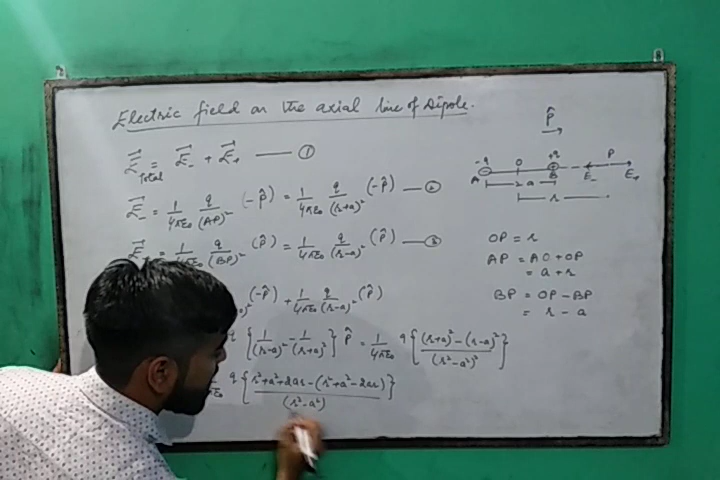 Electric field on the axial line of Dipole.
P̂
E⃗Total = E⃗₋ + E⃗₊ —— ①
-q O +q P
A B E₋ E₊
2a
r
E⃗₋ = 1/4πε₀ q/(AP)² (-P̂) = 1/4πε₀ q/(r+a)² (-P̂) — ②
= 1/4πε₀ q/(BP)² (P̂) = 1/4πε₀ q/(r-a)² (P̂) — ③
OP = r
AP = AO + OP
= a + r
BP = OP - BP
= r - a
(-P̂) + 1/4πε₀ q/(r-a)² (P̂)
q {1/(r-a)² - 1/(r+a)²} P̂ = 1/4πε₀ q {(r+a)² - (r-a)²/(r²-a²)²}
q {r²+a²+2ar-(r²+a²-2ar)/(r²-a²)}